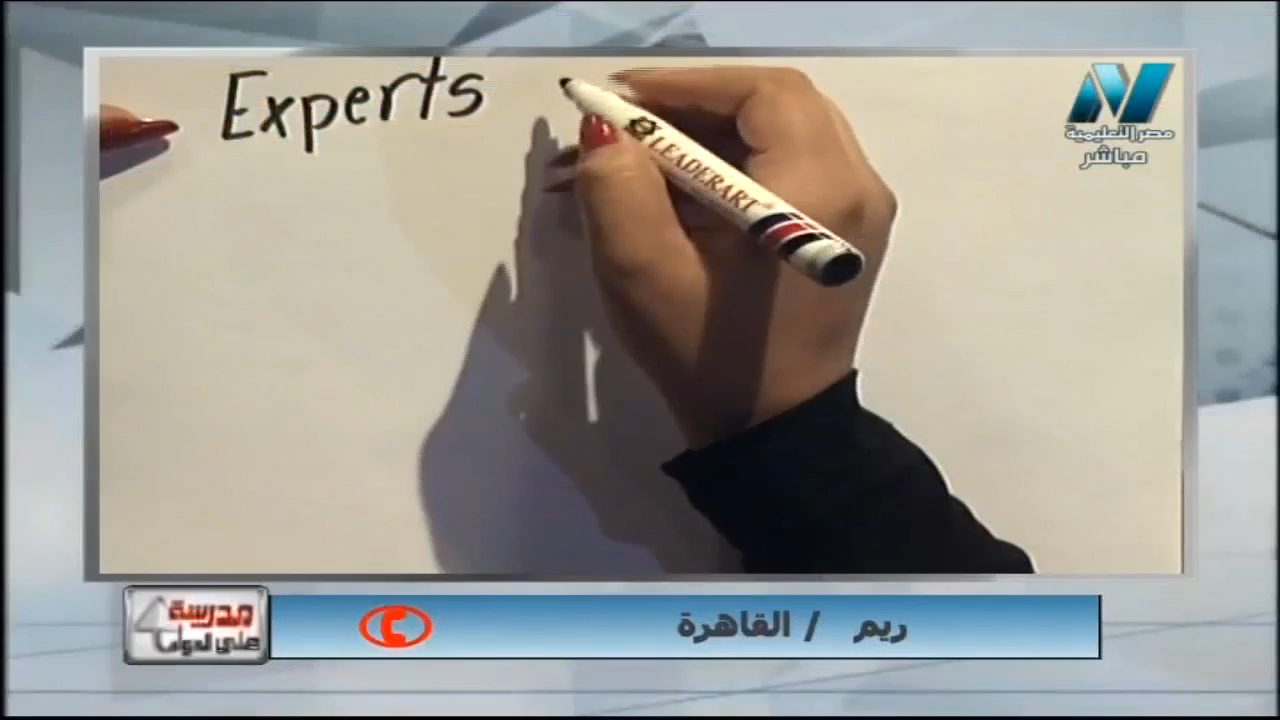 Experts
LEADERART
مصر التعليمية
مباشر
مدرسة
على الهواء
ريم / القاهرة